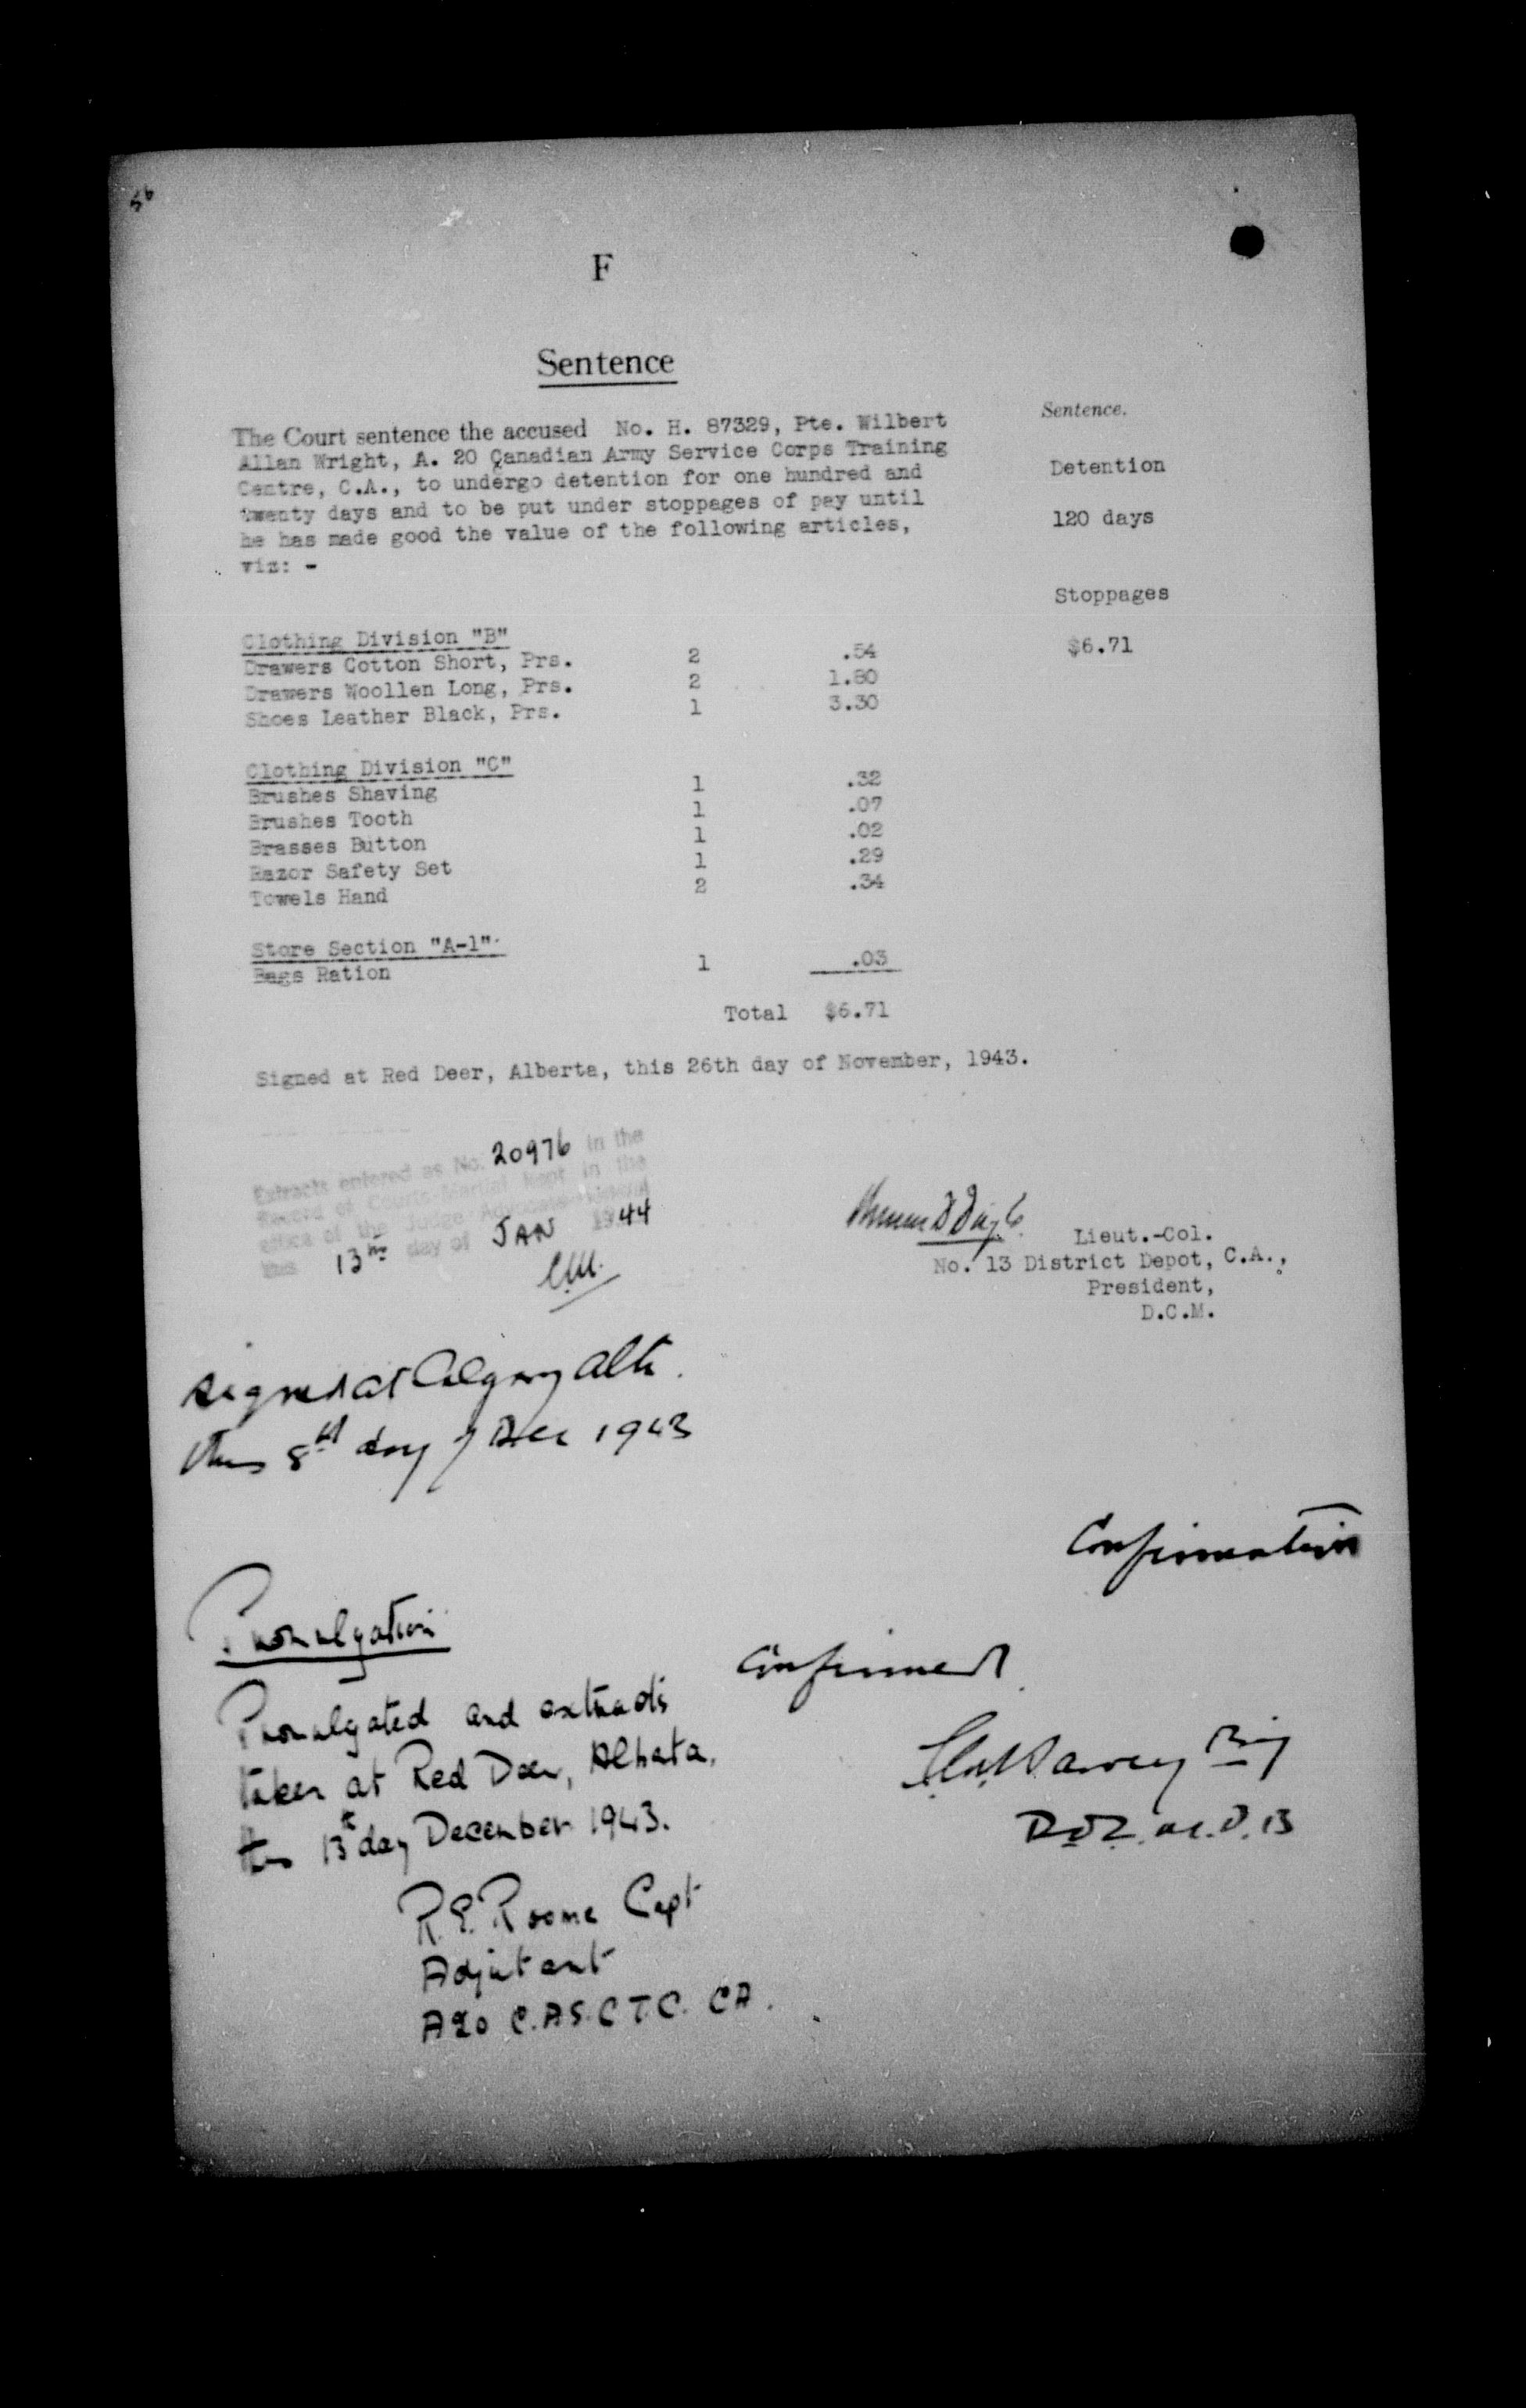 56
F
Sentence
The Court sentence the accused No. H. 87329, Pte. Wilbert
Allan Wright, A. 20 Canadian Army Service Corps Training
Centre, C.A., to undergo detention for one hundred and
twenty days and to be put under stoppages of pay until
he has made good the value of the following articles,
viz: -
Sentence.
Detention
120 days
Stoppages
$6.71
Clothing Division "B"
Drawers Cotton Short, Prs. 2 .54
Drawers Woollen Long, Prs. 2 1.80
Shoes Leather Black, Prs. 1 3.30
Clothing Division "C"
Brushes Shaving 1 .32
Brushes Tooth 1 .07
Brasses Button 1 .02
Razor Safety Set 1 .29
Towels Hand 2 .34
Store Section "A-1"
Bags Ration 1 .03
Total $6.71
Signed at Red Deer, Alberta, this 26th day of November, 1943.
Extracts entered as No. 20976 in the
Record of Courts-Martial kept in the
office of the Judge Advocate-General
this 13th day of JAN 1944
Lieut.-Col.
No. 13 District Depot, C.A.,
President,
D.C.M.
signed at Calgary Alta.
this 8th day of Dec 1943
Confirmation
Promulgation
Confirmed
Promulgated and extracts
taken at Red Deer, Alberta,
this 13th day December 1943.
Harvey Brig
D.O.C. M.D. 13
R.E. Roome Capt
Adjutant
A20 C.A.S.C T.C. CA.